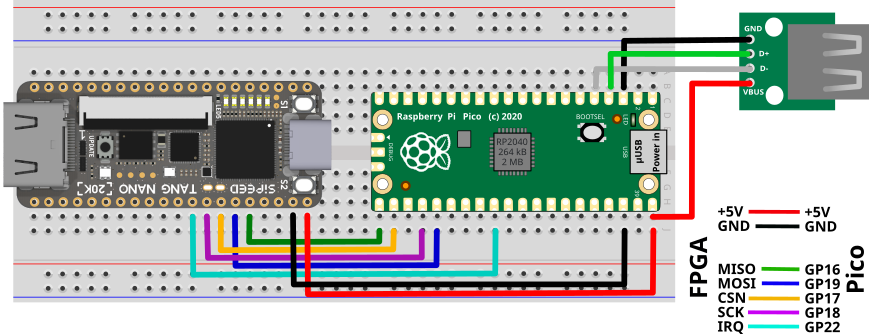 GND
D+
D-
VBUS
LEDS
S1
UPDATE
20K
NANO
TANG
SiPEED
S2
Raspberry Pi Pico (c) 2020
BOOTSEL
LED
DEBUG
RP2040
264 kB
2 MB
USB
µUSB
Power in
+5V +5V
GND GND
FPGA
Pico
MISO GP16
MOSI GP19
CSN GP17
SCK GP18
IRQ GP22